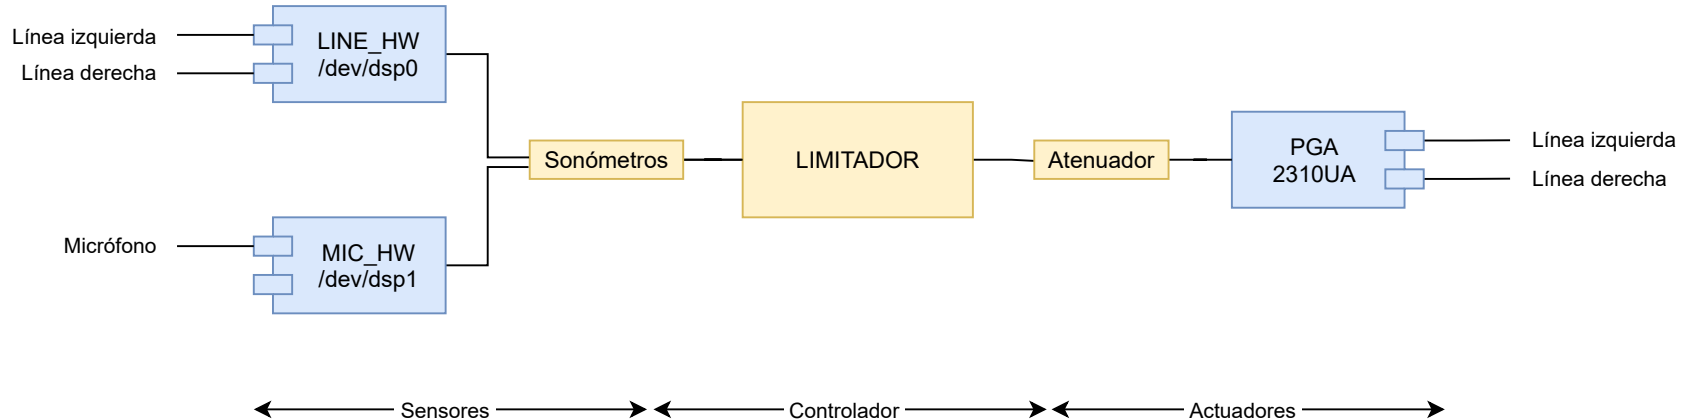 Línea izquierda
Línea derecha
LINE_HW
/dev/dsp0
Micrófono
MIC_HW
/dev/dsp1
Sonómetros
LIMITADOR
Atenuador
PGA
2310UA
Línea izquierda
Línea derecha
Sensores
Controlador
Actuadores